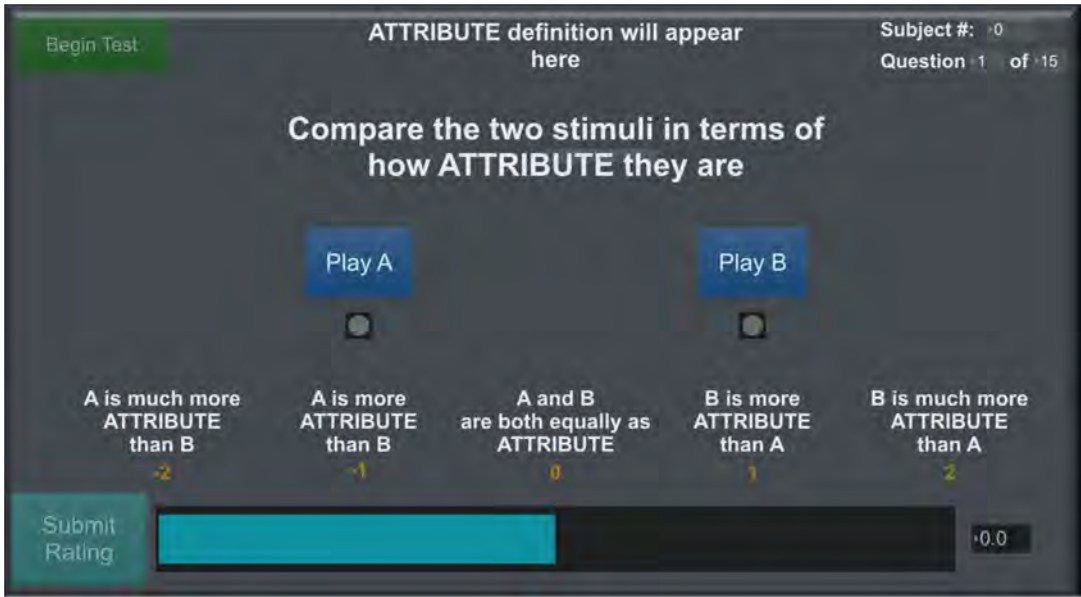 Begin Test
ATTRIBUTE definition will appear
here
Subject #: 0
Question 1 of 15
Compare the two stimuli in terms of
how ATTRIBUTE they are
Play A
Play B
A is much more
ATTRIBUTE
than B
-2
A is more
ATTRIBUTE
than B
-1
A and B
are both equally as
ATTRIBUTE
0
B is more
ATTRIBUTE
than A
1
B is much more
ATTRIBUTE
than A
2
Submit
Rating
0.0